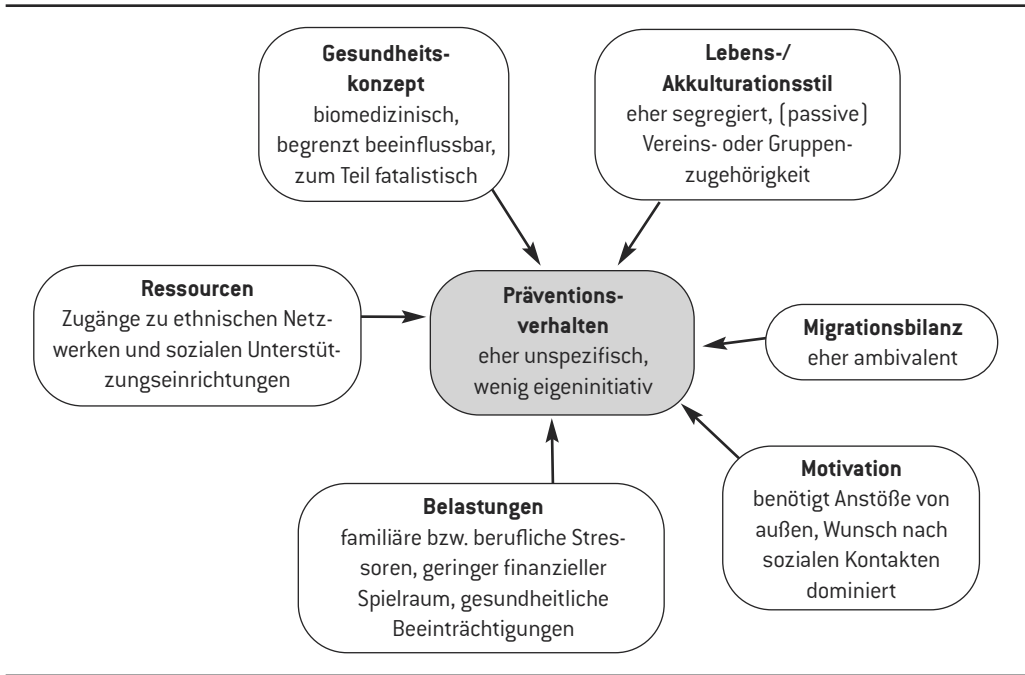 Gesundheits-
konzept
biomedizinisch,
begrenzt beeinflussbar,
zum Teil fatalistisch
Lebens-/
Akkulturationsstil
eher segregiert, (passive)
Vereins- oder Gruppen-
zugehörigkeit
Ressourcen
Zugänge zu ethnischen Netz-
werken und sozialen Unterstüt-
zungseinrichtungen
Präventions-
verhalten
eher unspezifisch,
wenig eigeninitiativ
Migrationsbilanz
eher ambivalent
Belastungen
familiäre bzw. berufliche Stres-
soren, geringer finanzieller
Spielraum, gesundheitliche
Beeinträchtigungen
Motivation
benötigt Anstöße von
außen, Wunsch nach
sozialen Kontakten
dominiert